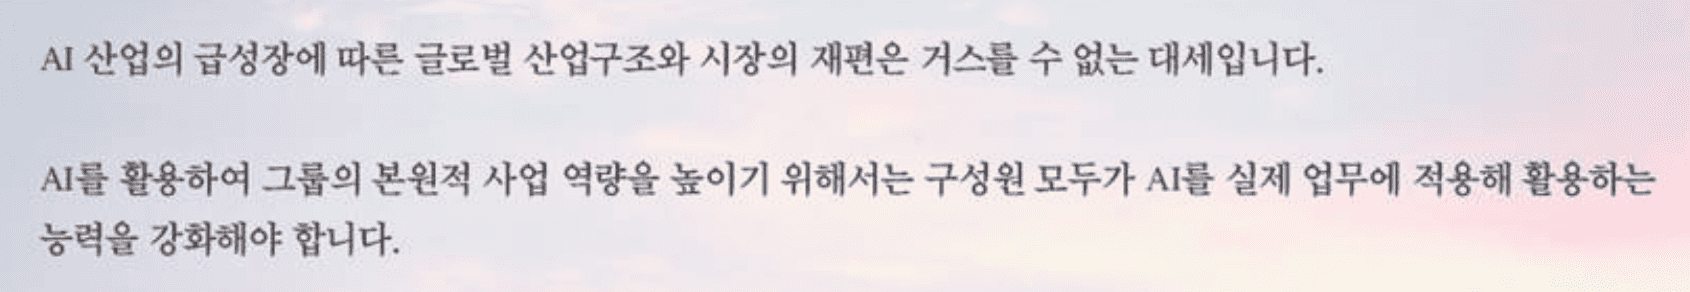 AI 산업의 급성장에 따른 글로벌 산업구조와 시장의 재편은 거스를 수 없는 대세입니다.
AI를 활용하여 그룹의 본원적 사업 역량을 높이기 위해서는 구성원 모두가 AI를 실제 업무에 적용해 활용하는
능력을 강화해야 합니다.